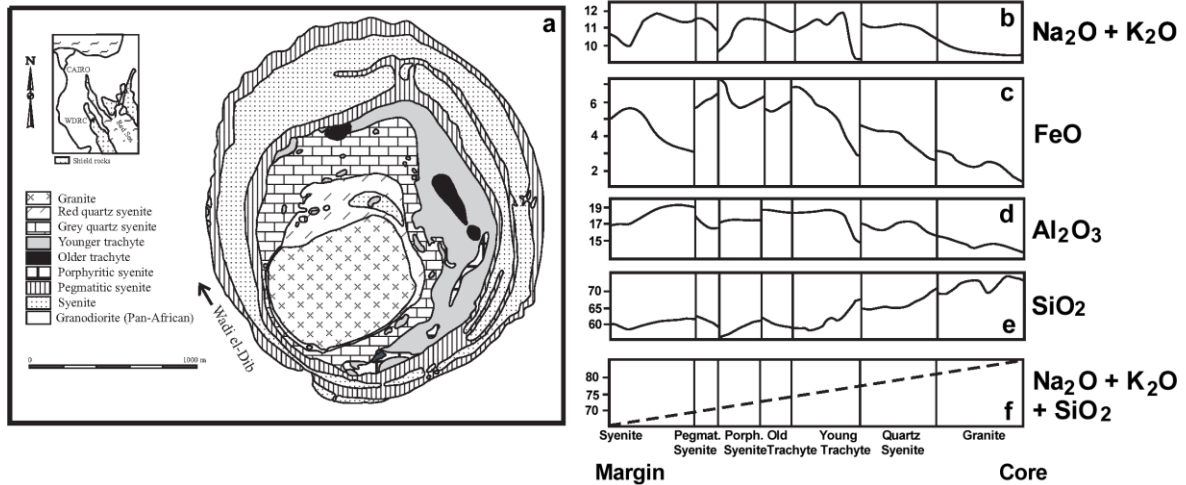 a
N
CAIRO
WDRC
Red Sea
Shield rocks
Granite
Red quartz syenite
Grey quartz syenite
Younger trachyte
Older trachyte
Porphyritic syenite
Pegmatitic syenite
Syenite
Granodiorite (Pan-African)
0 1000 m
Wadi el-Dib
12
11
10
b
Na₂O + K₂O
6
4
2
c
FeO
19
17
15
d
Al₂O₃
70
65
60
e
SiO₂
80
75
70
f
Na₂O + K₂O
+ SiO₂
Syenite
Pegmat.
Syenite
Porph.
Syenite
Old
Trachyte
Young
Trachyte
Quartz
Syenite
Granite
Margin
Core